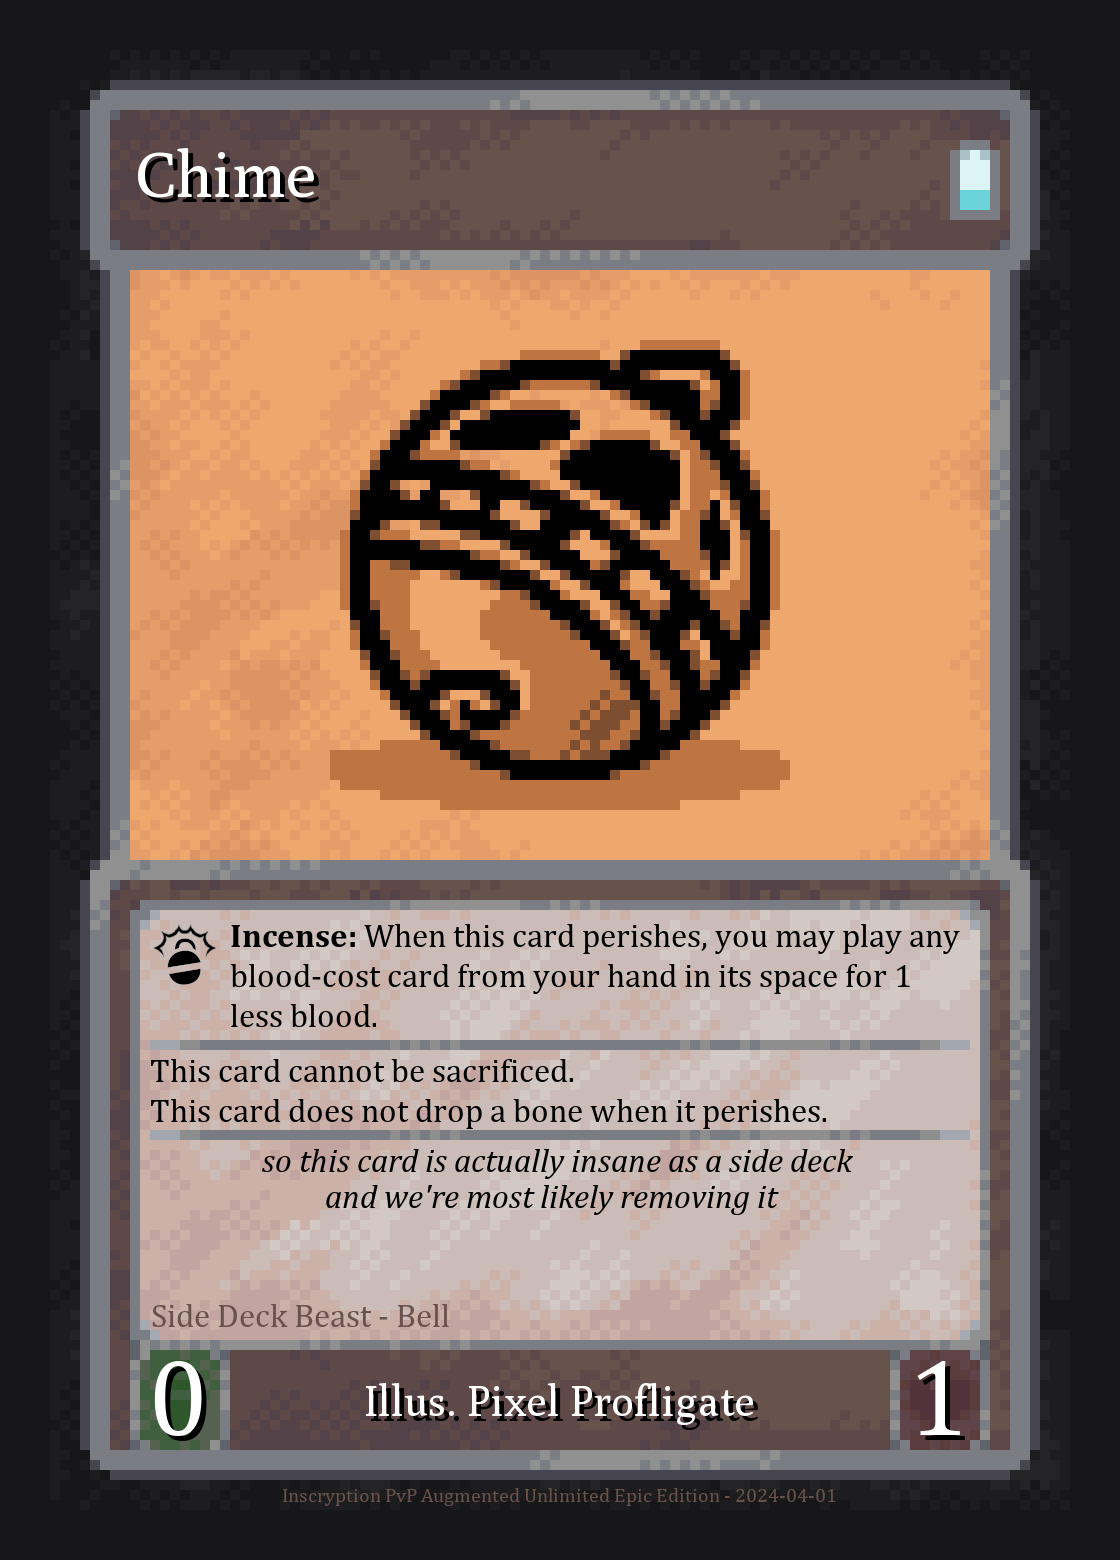 Chime
Incense: When this card perishes, you may play any
blood-cost card from your hand in its space for 1
less blood.
This card cannot be sacrificed.
This card does not drop a bone when it perishes.
so this card is actually insane as a side deck
and we're most likely removing it
Side Deck Beast - Bell
0
Illus. Pixel Profligate
1
Inscryption PvP Augmented Unlimited Epic Edition - 2024-04-01